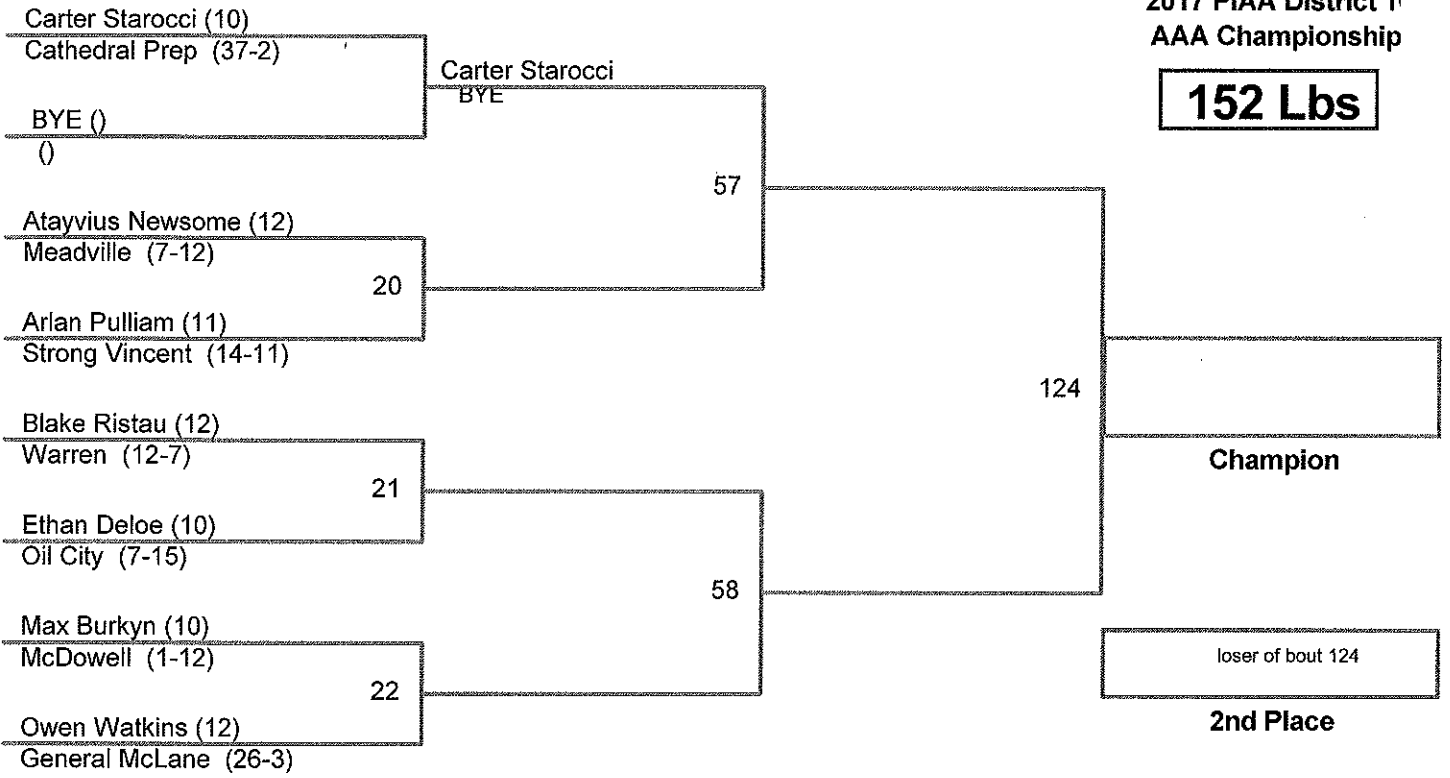 2017 PIAA District
AAA Championship
152 Lbs
Carter Starocci (10)
Cathedral Prep (37-2)
BYE ()
()
Carter Starocci
BYE
Atayvius Newsome (12)
Meadville (7-12)
Arlan Pulliam (11)
Strong Vincent (14-11)
20
57
Blake Ristau (12)
Warren (12-7)
Ethan Deloe (10)
Oil City (7-15)
21
Max Burkyn (10)
McDowell (1-12)
Owen Watkins (12)
General McLane (26-3)
22
58
124
Champion
loser of bout 124
2nd Place